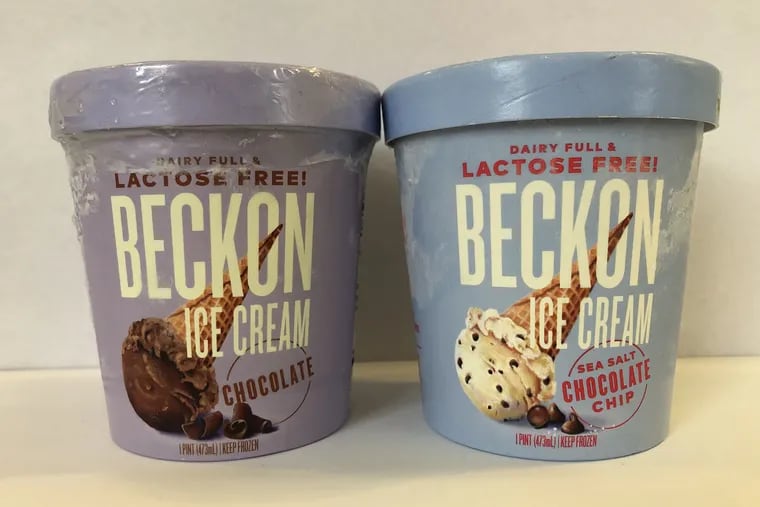 DAIRY FULL &
LACTOSE FREE!
BECKON
ICE CREAM
CHOCOLATE
1 PINT (473mL) | KEEP FROZEN
DAIRY FULL &
LACTOSE FREE!
BECKON
ICE CREAM
SEA SALT
CHOCOLATE
CHIP
1 PINT (473mL) | KEEP FROZEN